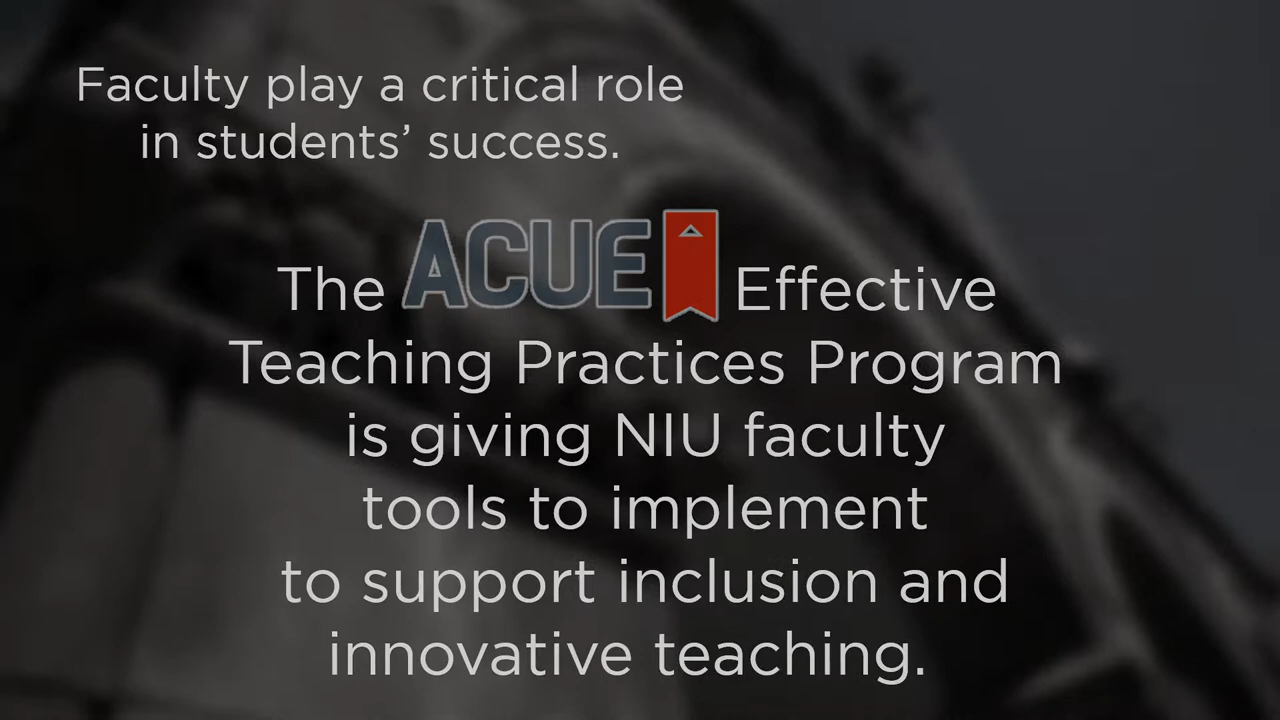 Faculty play a critical role
in students’ success.
The ACUE Effective
Teaching Practices Program
is giving NIU faculty
tools to implement
to support inclusion and
innovative teaching.